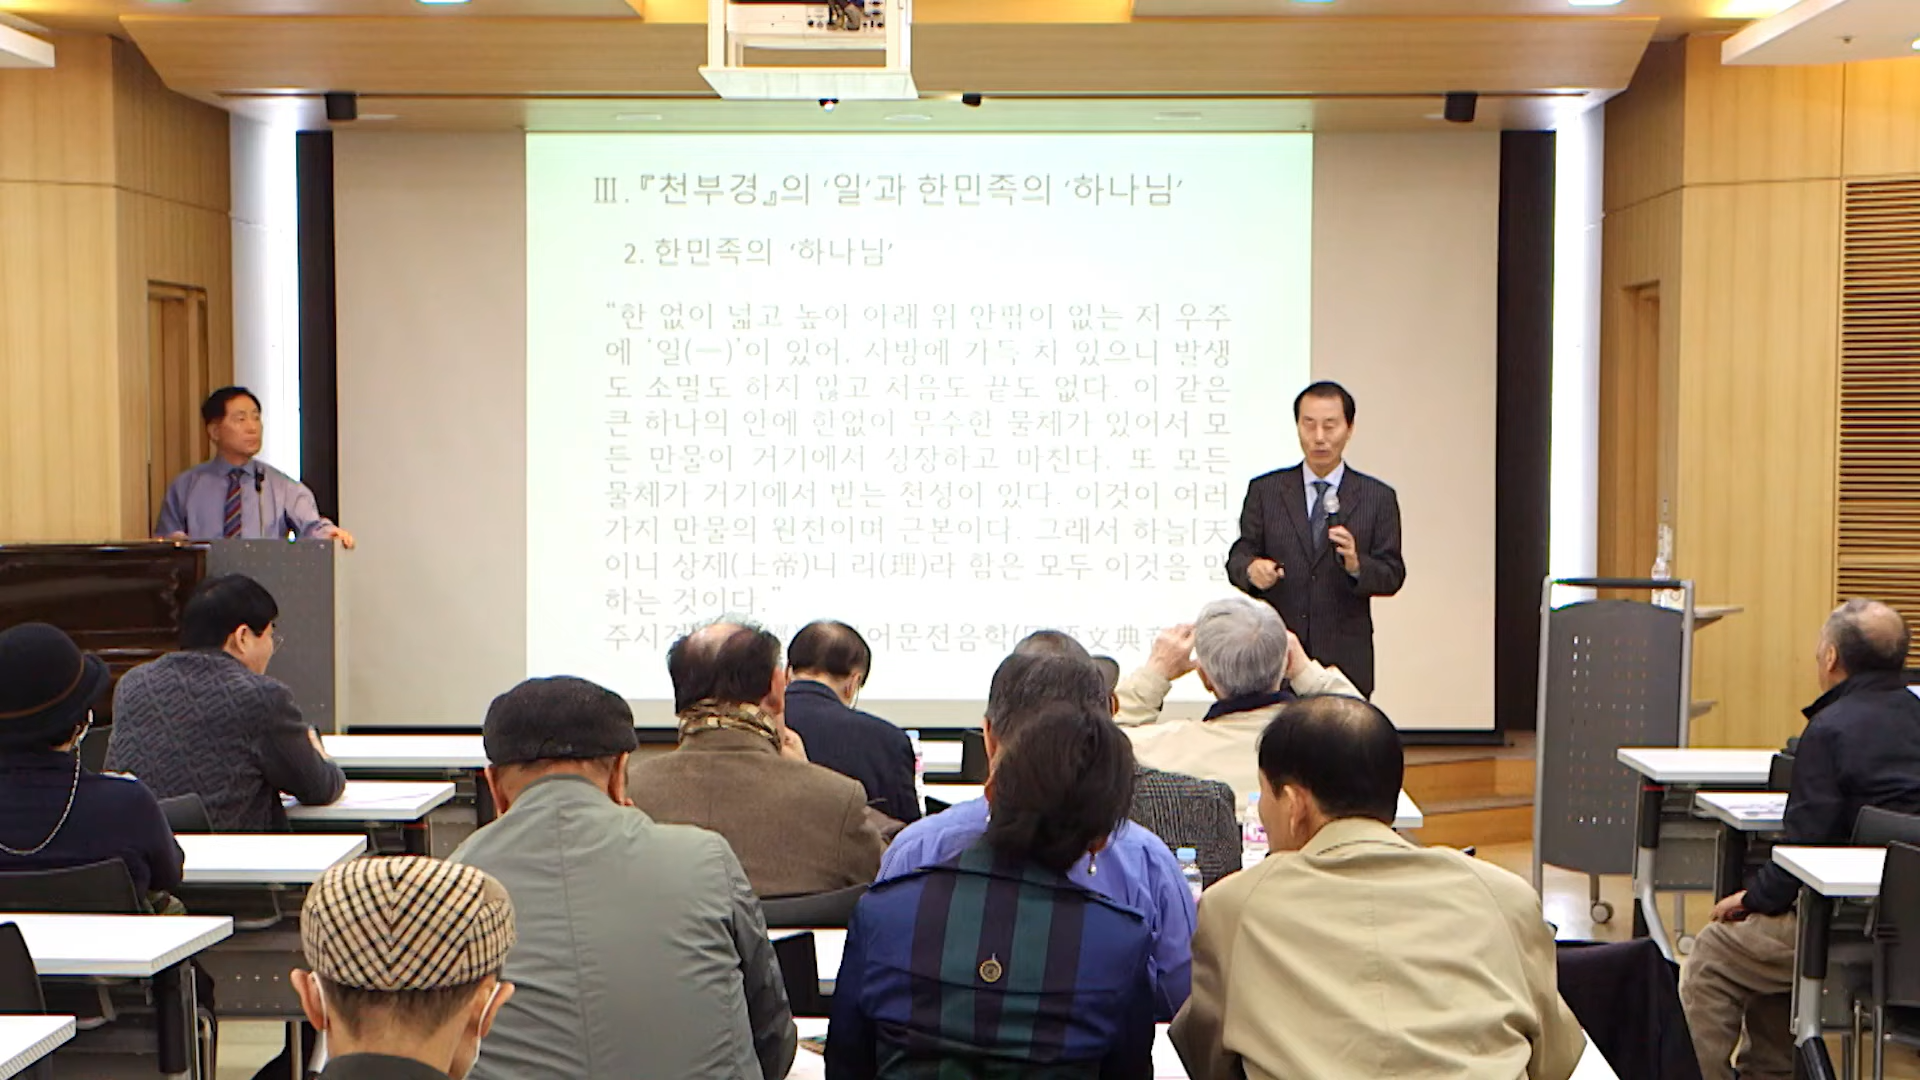 Ⅲ. 『천부경』의 ‘일’과 한민족의 ‘하나님’
2. 한민족의 ‘하나님’
“한 없이 넓고 높아 아래 위 안팎이 없는 저 우주
에 ‘일(一)’이 있어, 사방에 가득 차 있으니 발생
도 소멸도 하지 않고 처음도 끝도 없다. 이 같은
큰 하나의 안에 한없이 무수한 물체가 있어서 모
든 만물이 거기에서 성장하고 마친다. 또 모든
물체가 거기에서 받는 천성이 있다. 이것이 여러
가지 만물의 원천이며 근본이다. 그래서 하늘[天
이니 상제(上帝)니 리(理)라 함은 모두 이것을 말
하는 것이다.”
주시경 어문전음학 文典音